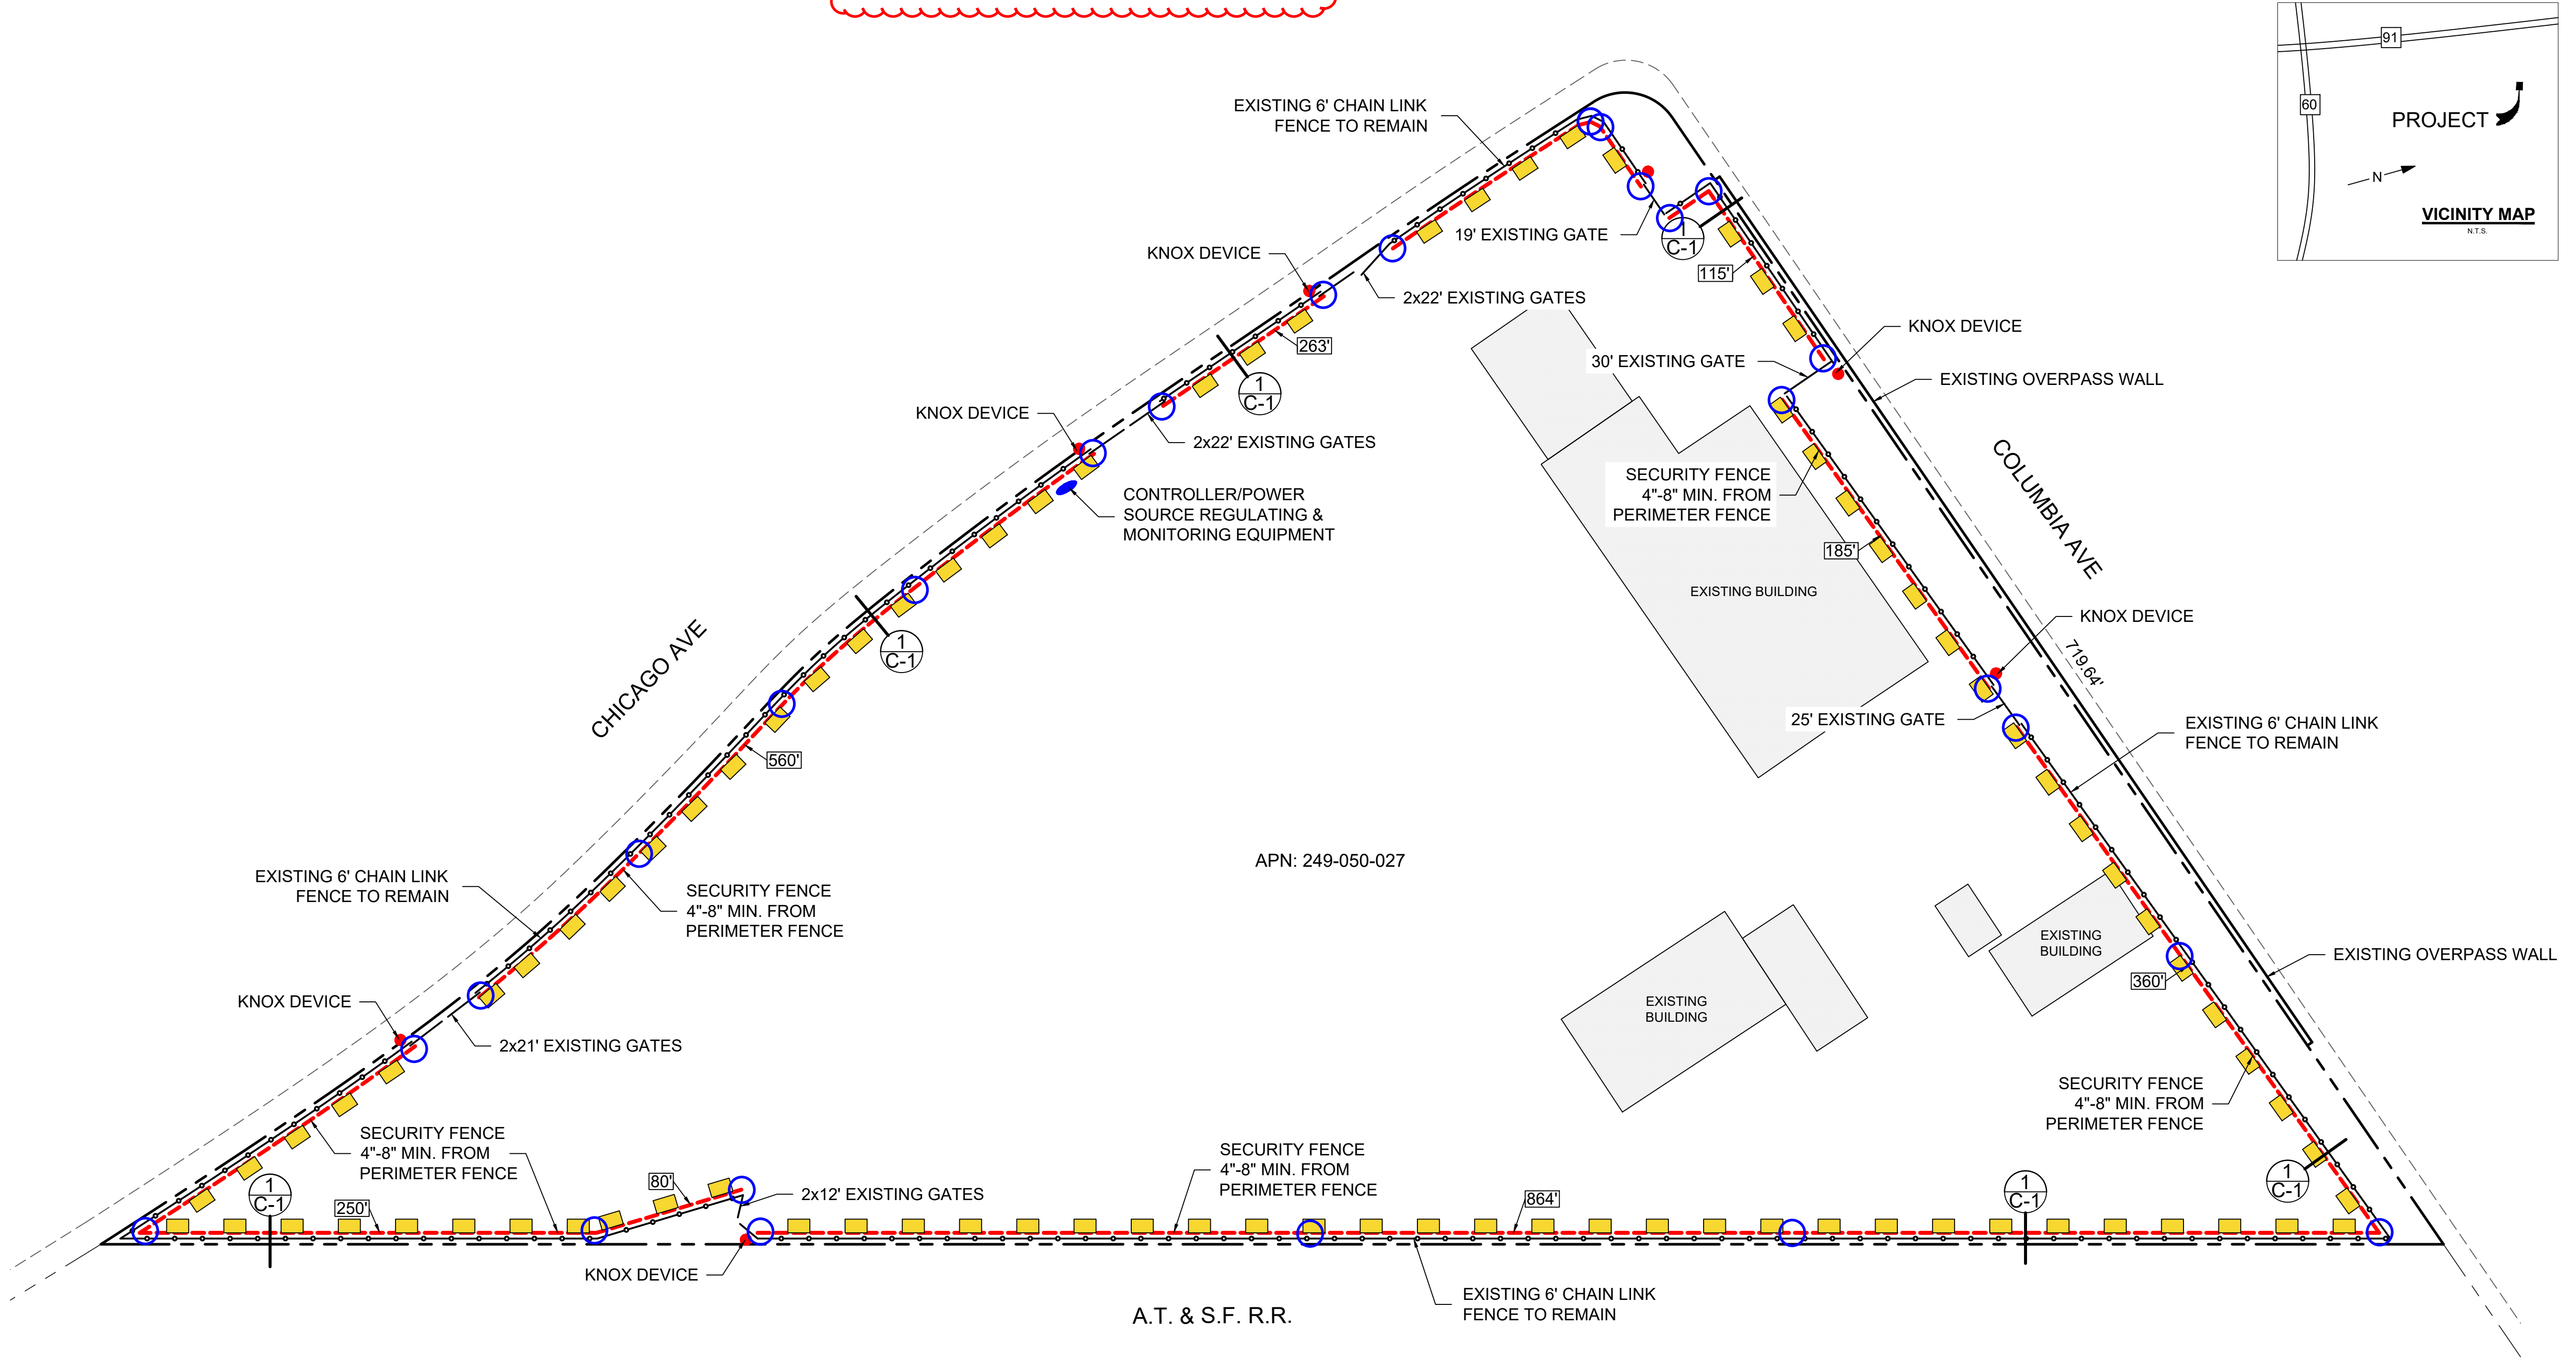 91
60
PROJECT
N
VICINITY MAP
N.T.S.
EXISTING 6' CHAIN LINK
FENCE TO REMAIN
19' EXISTING GATE
1
C-1
KNOX DEVICE
115'
2x22' EXISTING GATES
KNOX DEVICE
263'
30' EXISTING GATE
EXISTING OVERPASS WALL
1
C-1
KNOX DEVICE
2x22' EXISTING GATES
SECURITY FENCE
4"-8" MIN. FROM
PERIMETER FENCE
COLUMBIA AVE
CONTROLLER/POWER
SOURCE REGULATING &
MONITORING EQUIPMENT
185'
EXISTING BUILDING
KNOX DEVICE
719.64'
CHICAGO AVE
1
C-1
25' EXISTING GATE
EXISTING 6' CHAIN LINK
FENCE TO REMAIN
560'
APN: 249-050-027
EXISTING 6' CHAIN LINK
FENCE TO REMAIN
SECURITY FENCE
4"-8" MIN. FROM
PERIMETER FENCE
EXISTING
BUILDING
EXISTING OVERPASS WALL
360'
KNOX DEVICE
EXISTING
BUILDING
2x21' EXISTING GATES
SECURITY FENCE
4"-8" MIN. FROM
PERIMETER FENCE
SECURITY FENCE
4"-8" MIN. FROM
PERIMETER FENCE
SECURITY FENCE
4"-8" MIN. FROM
PERIMETER FENCE
1
C-1
250'
80'
2x12' EXISTING GATES
864'
1
C-1
1
C-1
KNOX DEVICE
EXISTING 6' CHAIN LINK
FENCE TO REMAIN
A.T. & S.F. R.R.